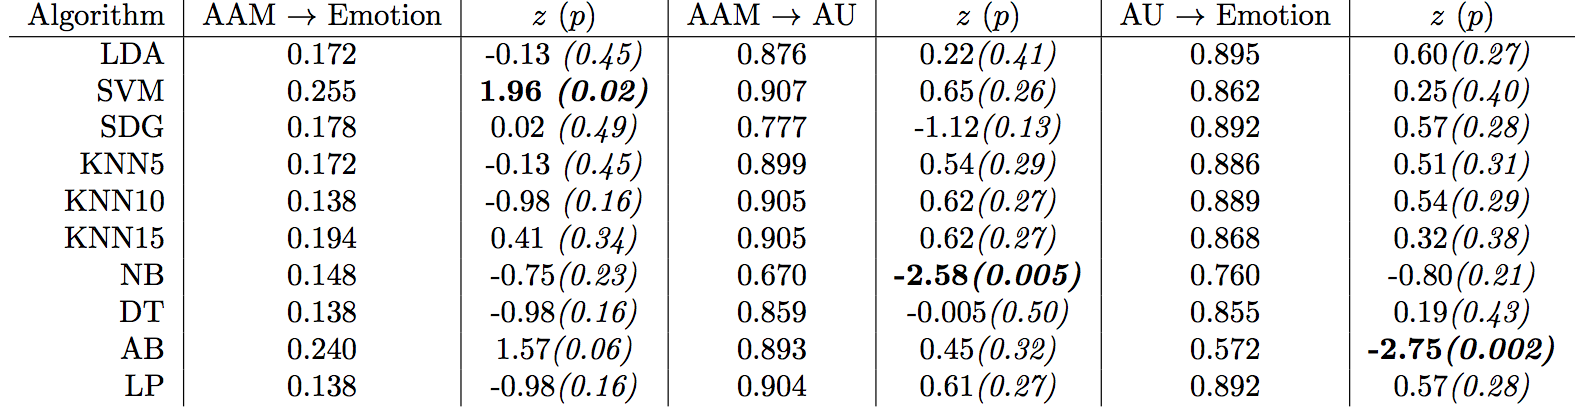 Algorithm AAM → Emotion z (p) AAM → AU z (p) AU → Emotion z (p)
LDA 0.172 -0.13 (0.45) 0.876 0.22(0.41) 0.895 0.60(0.27)
SVM 0.255 1.96 (0.02) 0.907 0.65(0.26) 0.862 0.25(0.40)
SDG 0.178 0.02 (0.49) 0.777 -1.12(0.13) 0.892 0.57(0.28)
KNN5 0.172 -0.13 (0.45) 0.899 0.54(0.29) 0.886 0.51(0.31)
KNN10 0.138 -0.98 (0.16) 0.905 0.62(0.27) 0.889 0.54(0.29)
KNN15 0.194 0.41 (0.34) 0.905 0.62(0.27) 0.868 0.32(0.38)
NB 0.148 -0.75(0.23) 0.670 -2.58(0.005) 0.760 -0.80(0.21)
DT 0.138 -0.98(0.16) 0.859 -0.005(0.50) 0.855 0.19(0.43)
AB 0.240 1.57(0.06) 0.893 0.45(0.32) 0.572 -2.75(0.002)
LP 0.138 -0.98(0.16) 0.904 0.61(0.27) 0.892 0.57(0.28)